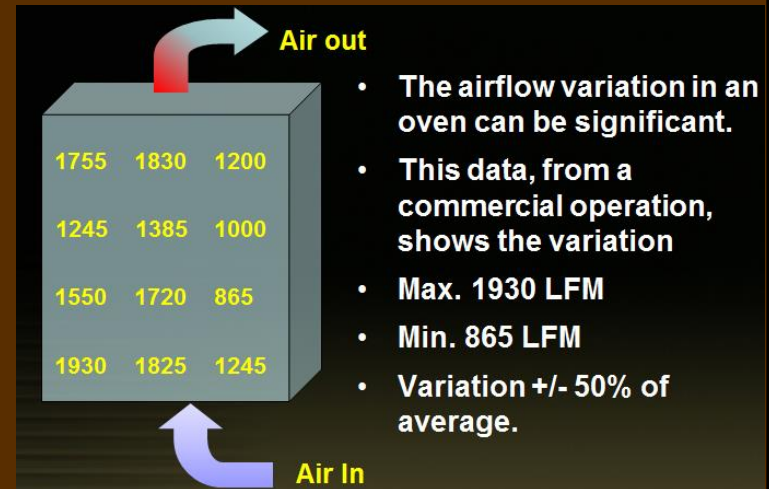 Air out
1755 1830 1200
1245 1385 1000
1550 1720 865
1930 1825 1245
Air In
• The airflow variation in an
oven can be significant.
• This data, from a
commercial operation,
shows the variation
• Max. 1930 LFM
• Min. 865 LFM
• Variation +/- 50% of
average.